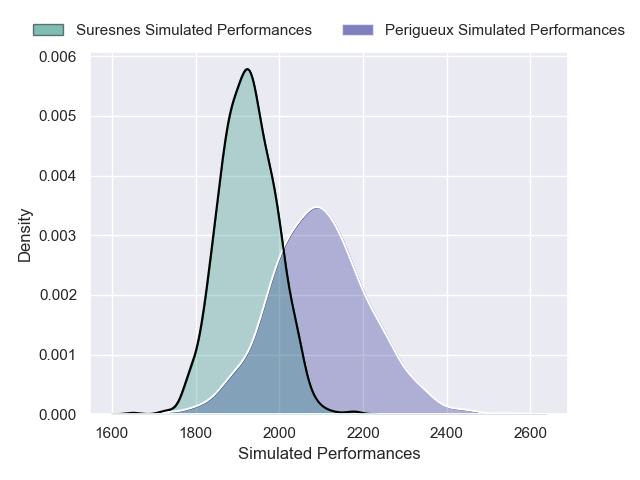 Suresnes Simulated Performances Perigueux Simulated Performances
0.006
0.005
0.004
0.003
0.002
0.001
0.000
Density
1600 1800 2000 2200 2400 2600
Simulated Performances